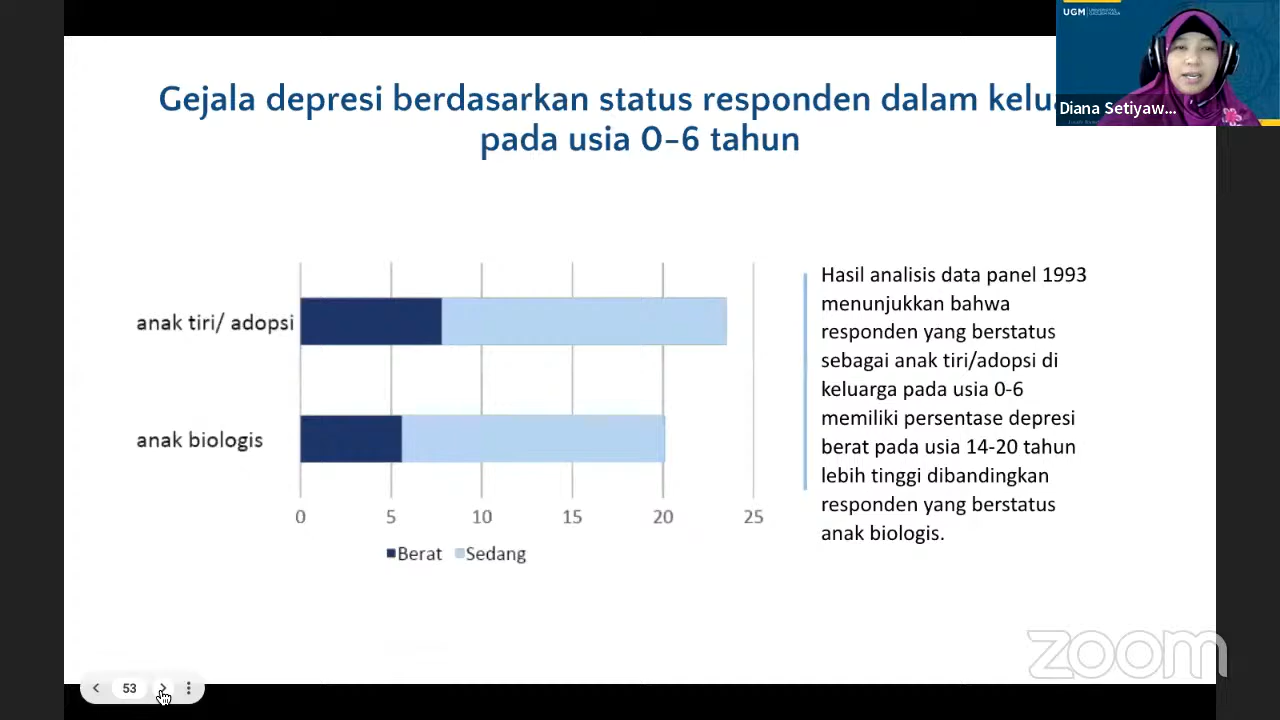 Gejala depresi berdasarkan status responden dalam
pada usia 0-6 tahun
UGM
Diana Setiyaw...
anak tiri/ adopsi
anak biologis
0 5 10 15 20 25
Berat Sedang
Hasil analisis data panel 1993
menunjukkan bahwa
responden yang berstatus
sebagai anak tiri/adopsi di
keluarga pada usia 0-6
memiliki persentase depresi
berat pada usia 14-20 tahun
lebih tinggi dibandingkan
responden yang berstatus
anak biologis.
53
zoom